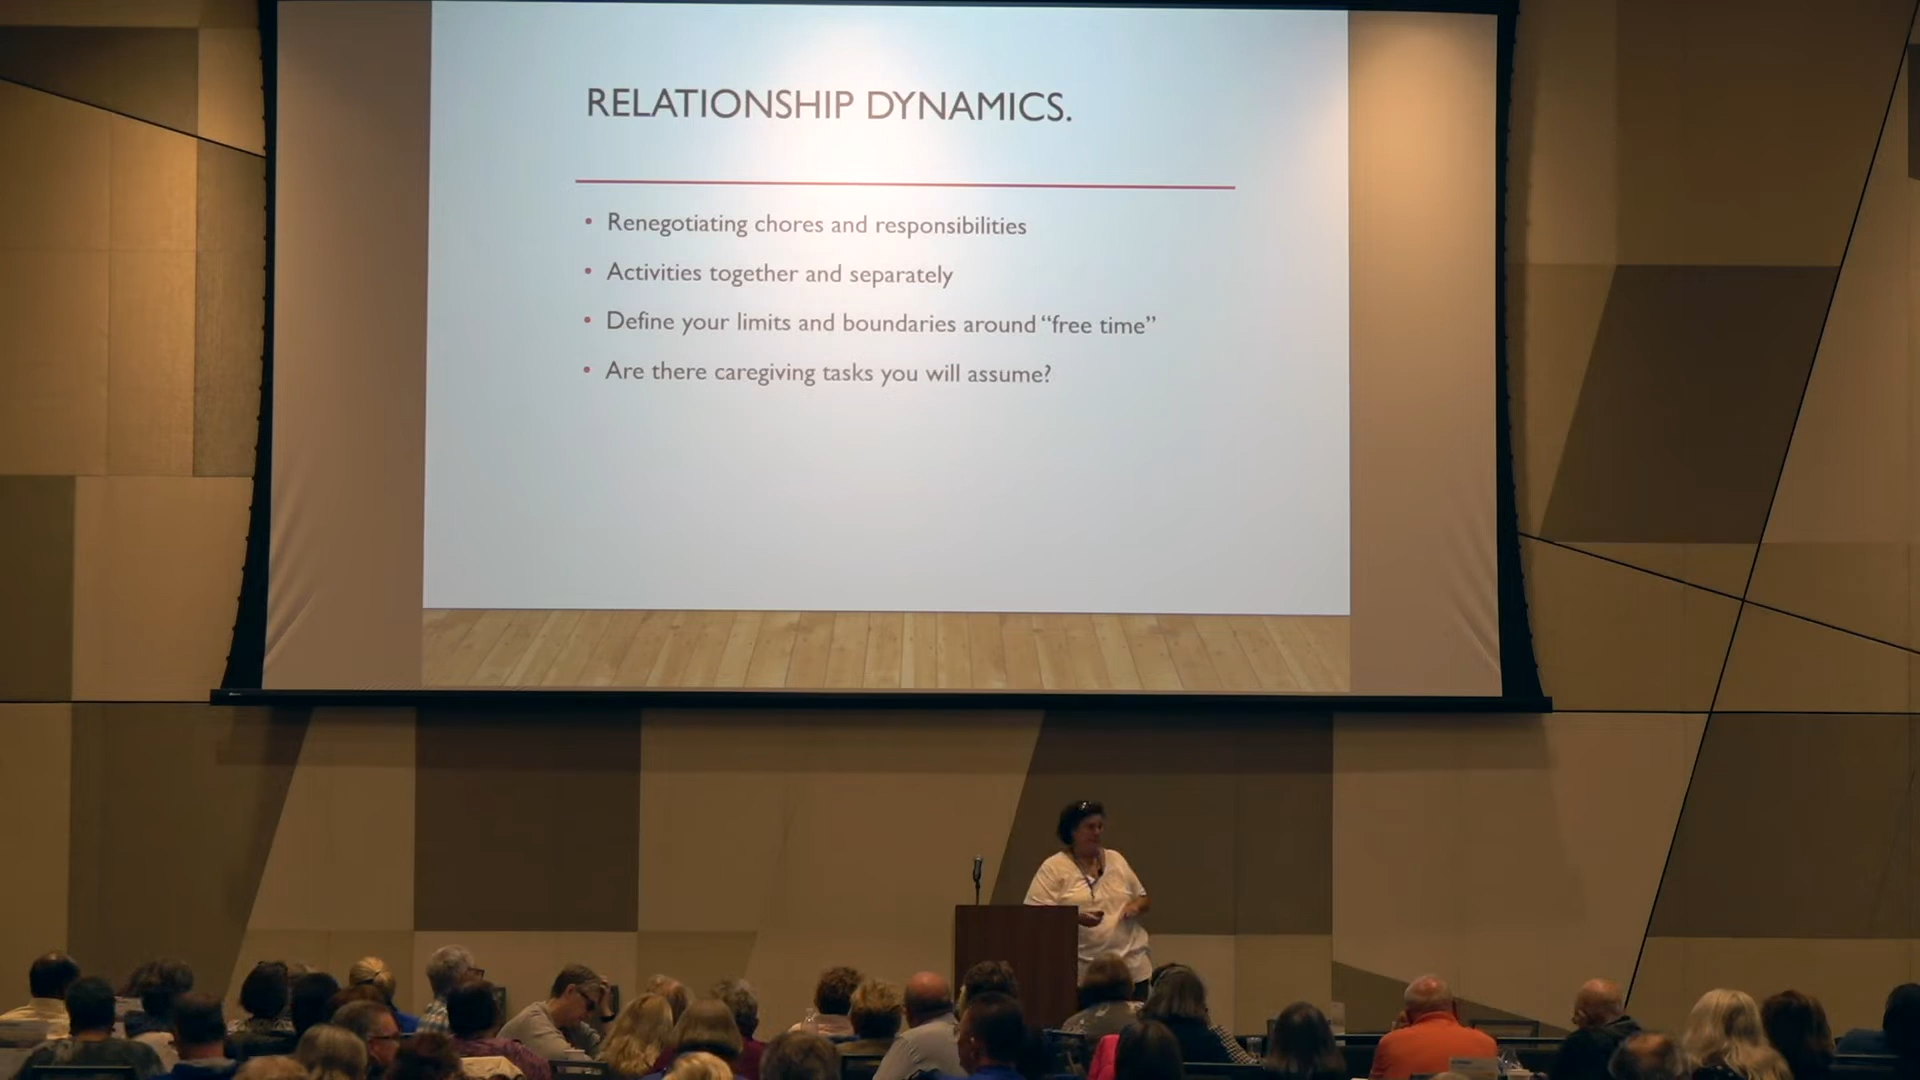 RELATIONSHIP DYNAMICS.
• Renegotiating chores and responsibilities
• Activities together and separately
• Define your limits and boundaries around “free time”
• Are there caregiving tasks you will assume?